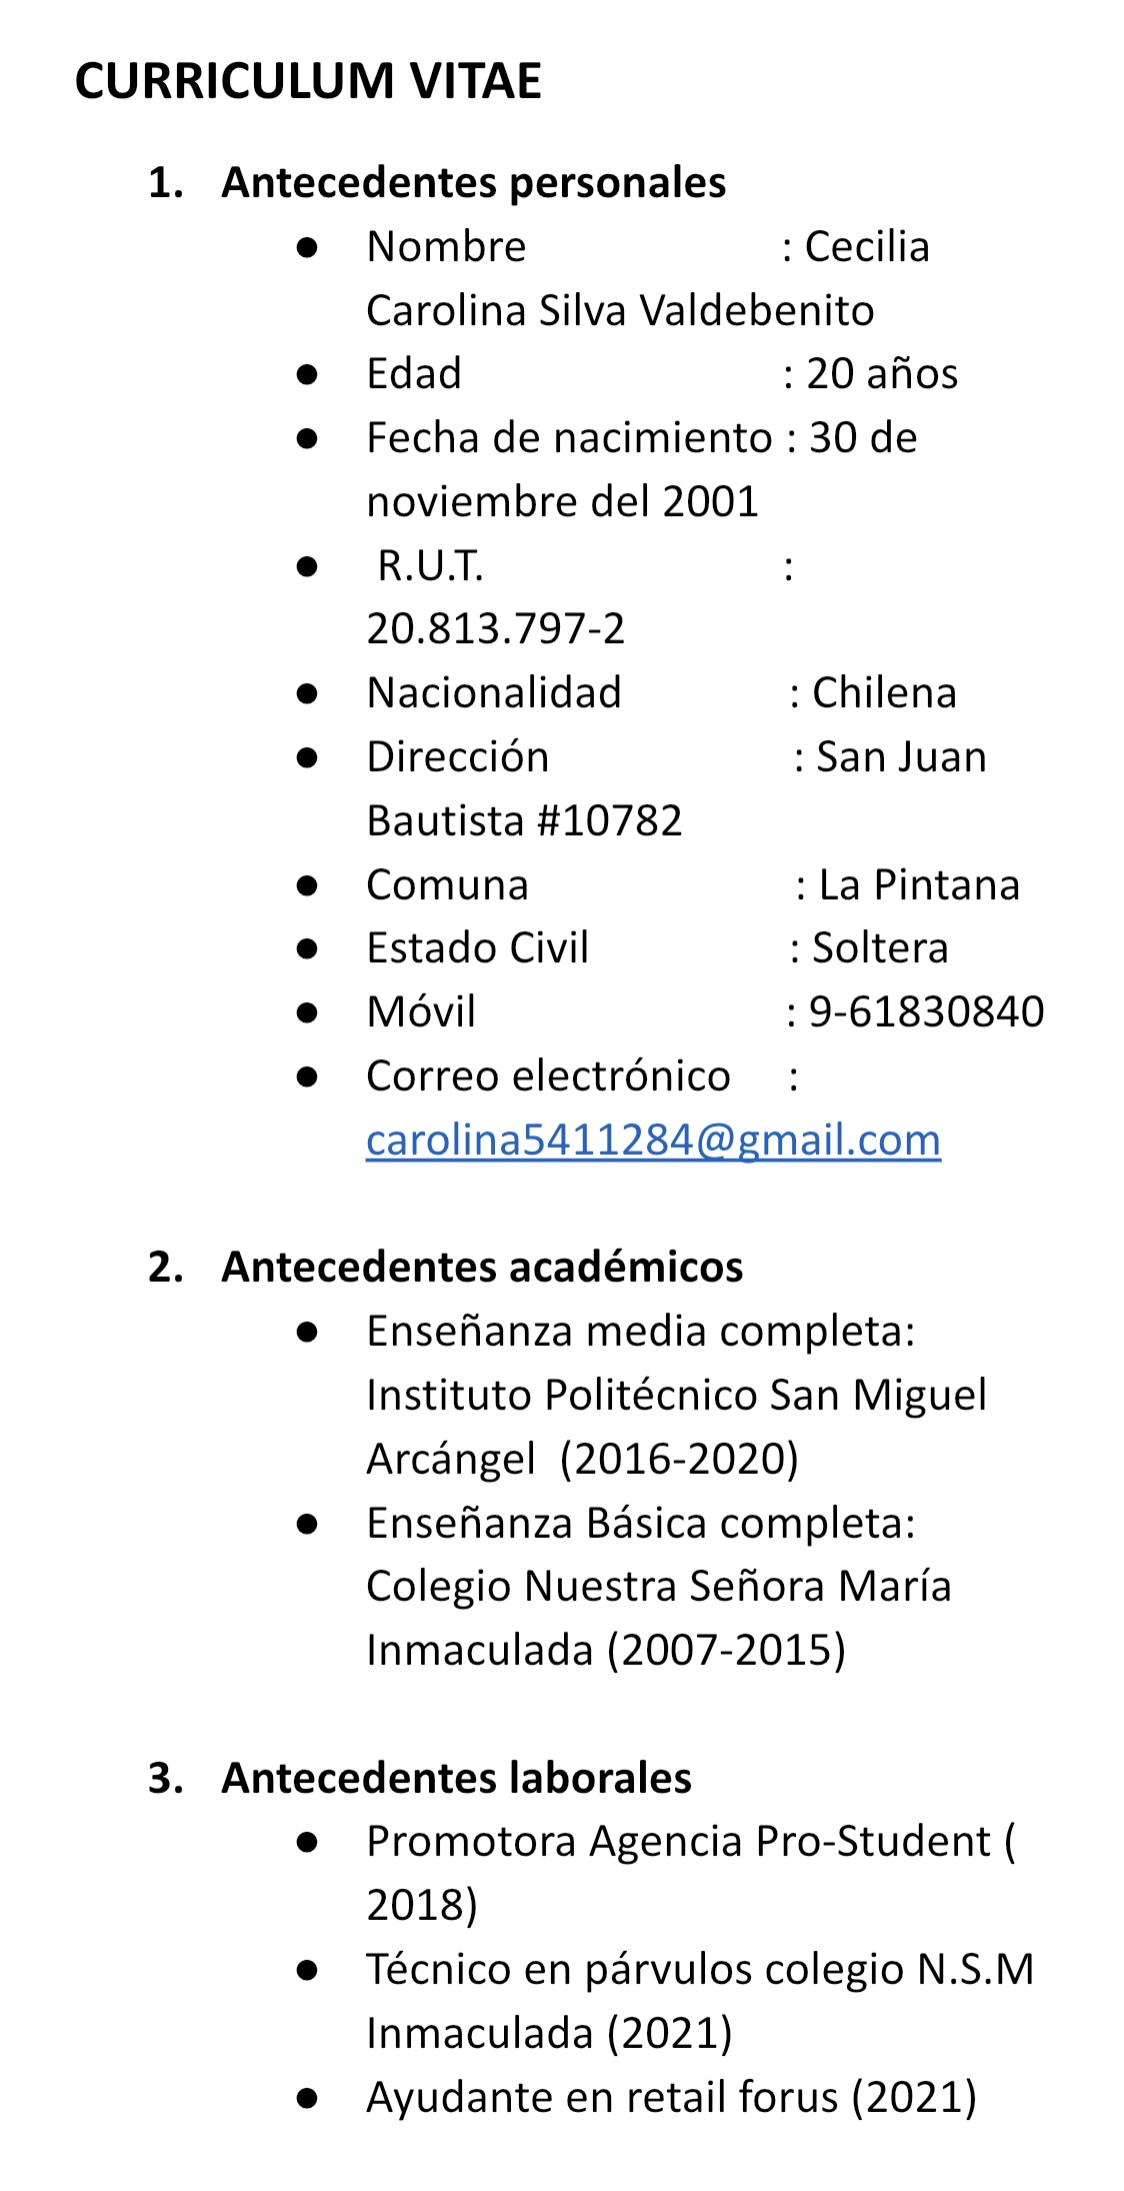 CURRICULUM VITAE
1. Antecedentes personales
● Nombre : Cecilia
Carolina Silva Valdebenito
● Edad : 20 años
● Fecha de nacimiento : 30 de
noviembre del 2001
● R.U.T. :
20.813.797-2
● Nacionalidad : Chilena
● Dirección : San Juan
Bautista #10782
● Comuna : La Pintana
● Estado Civil : Soltera
● Móvil : 9-61830840
● Correo electrónico :
carolina5411284@gmail.com
2. Antecedentes académicos
● Enseñanza media completa:
Instituto Politécnico San Miguel
Arcángel (2016-2020)
● Enseñanza Básica completa:
Colegio Nuestra Señora María
Inmaculada (2007-2015)
3. Antecedentes laborales
● Promotora Agencia Pro-Student (
2018)
● Técnico en párvulos colegio N.S.M
Inmaculada (2021)
● Ayudante en retail forus (2021)